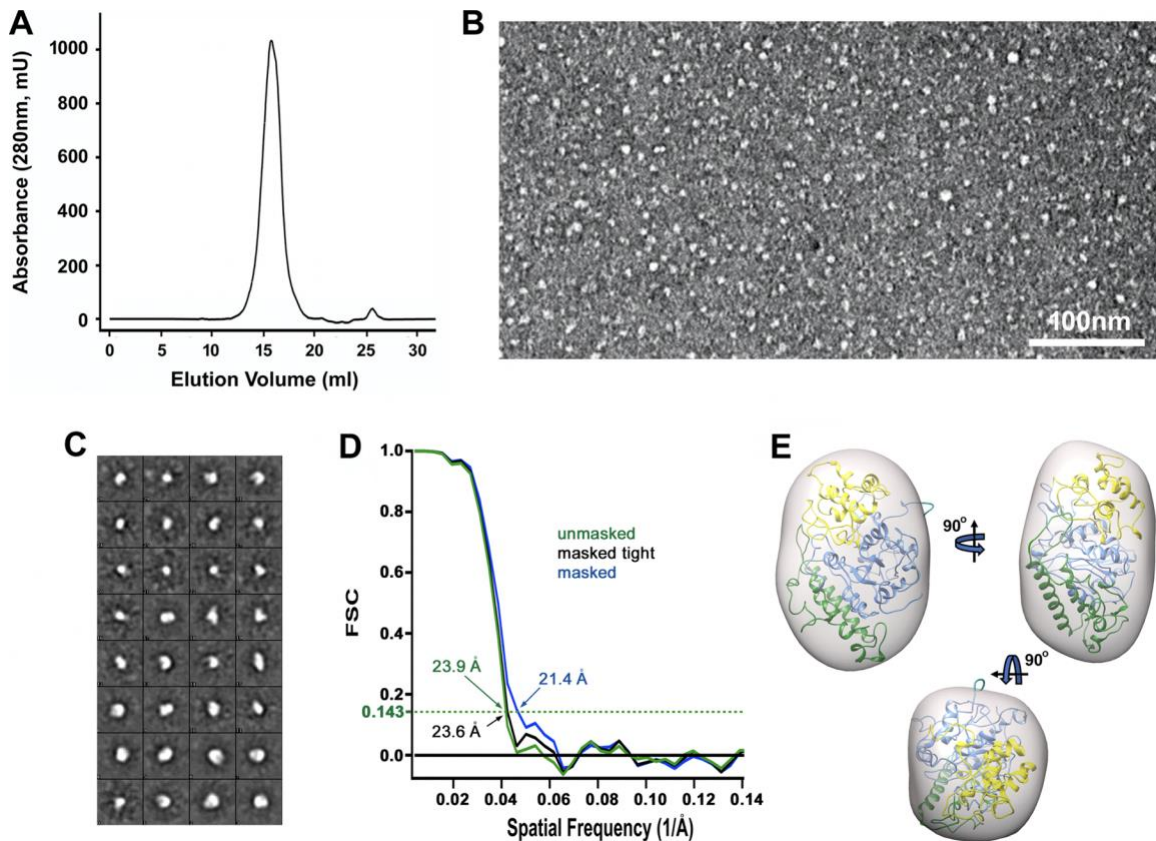 A
Absorbance (280nm, mU)
1000
800
600
400
200
0
0 5 10 15 20 25 30
Elution Volume (ml)
B
100nm
C
D
FSC
1.0
0.8
0.6
0.4
0.2
0.143
0.0
unmasked
masked tight
masked
23.9 Å
21.4 Å
23.6 Å
0.02 0.04 0.06 0.08 0.10 0.12 0.14
Spatial Frequency (1/Å)
E
90°
90°